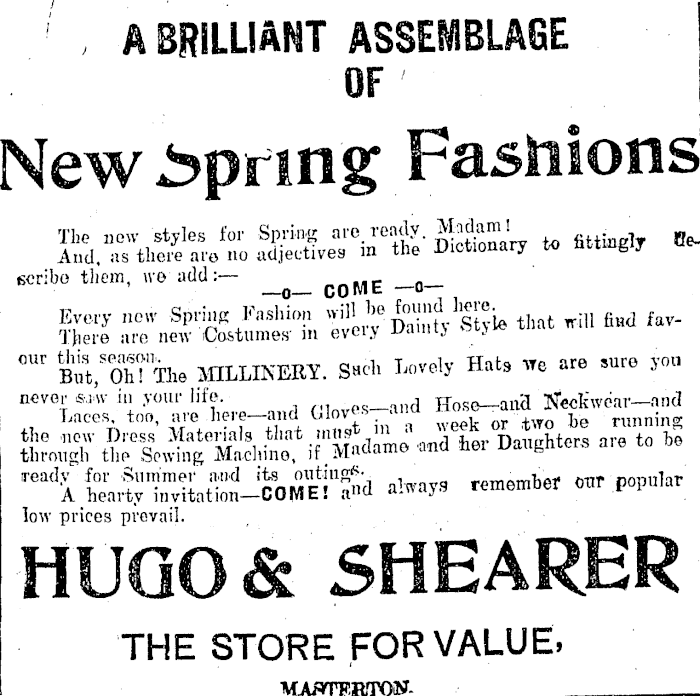 A BRILLIANT ASSEMBLAGE
OF
New Spring Fashions
The new styles for Spring are ready. Madam!
And, as there are no adjectives in the Dictionary to fittingly de-
scribe them, we add:—
—o— COME —o—
Every new Spring Fashion will be found here.
There are new Costumes in every Dainty Style that will find fav-
our this season.
But, Oh! The MILLINERY. Such Lovely Hats we are sure you
never saw in your life.
Laces, too, are here—and Gloves—and Hose—and Neckwear—and
the new Dress Materials that must in a week or two be running
through the Sewing Machine, if Madame and her Daughters are to be
ready for Summer and its outings.
A hearty invitation—COME! and always remember our popular
low prices prevail.
HUGO & SHEARER
THE STORE FOR VALUE,
MASTERTON.